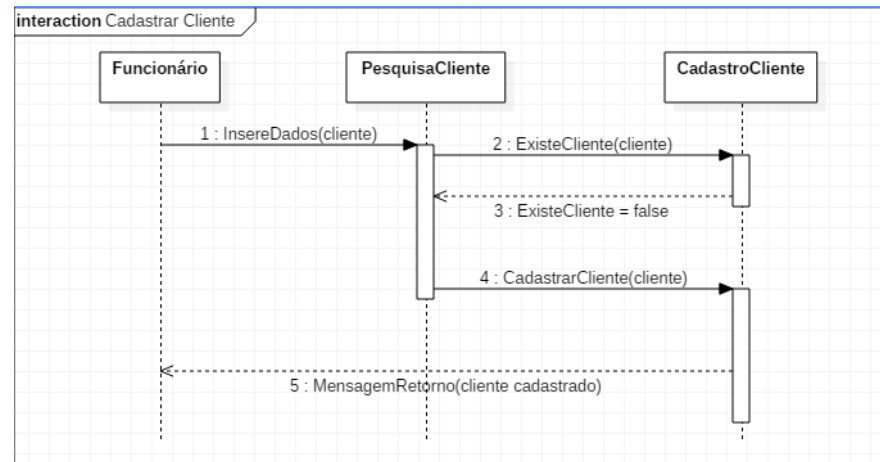 interaction Cadastrar Cliente
Funcionário
PesquisaCliente
CadastroCliente
1 : InsereDados(cliente)
2 : ExisteCliente(cliente)
3 : ExisteCliente = false
4 : CadastrarCliente(cliente)
5 : MensagemRetorno(cliente cadastrado)